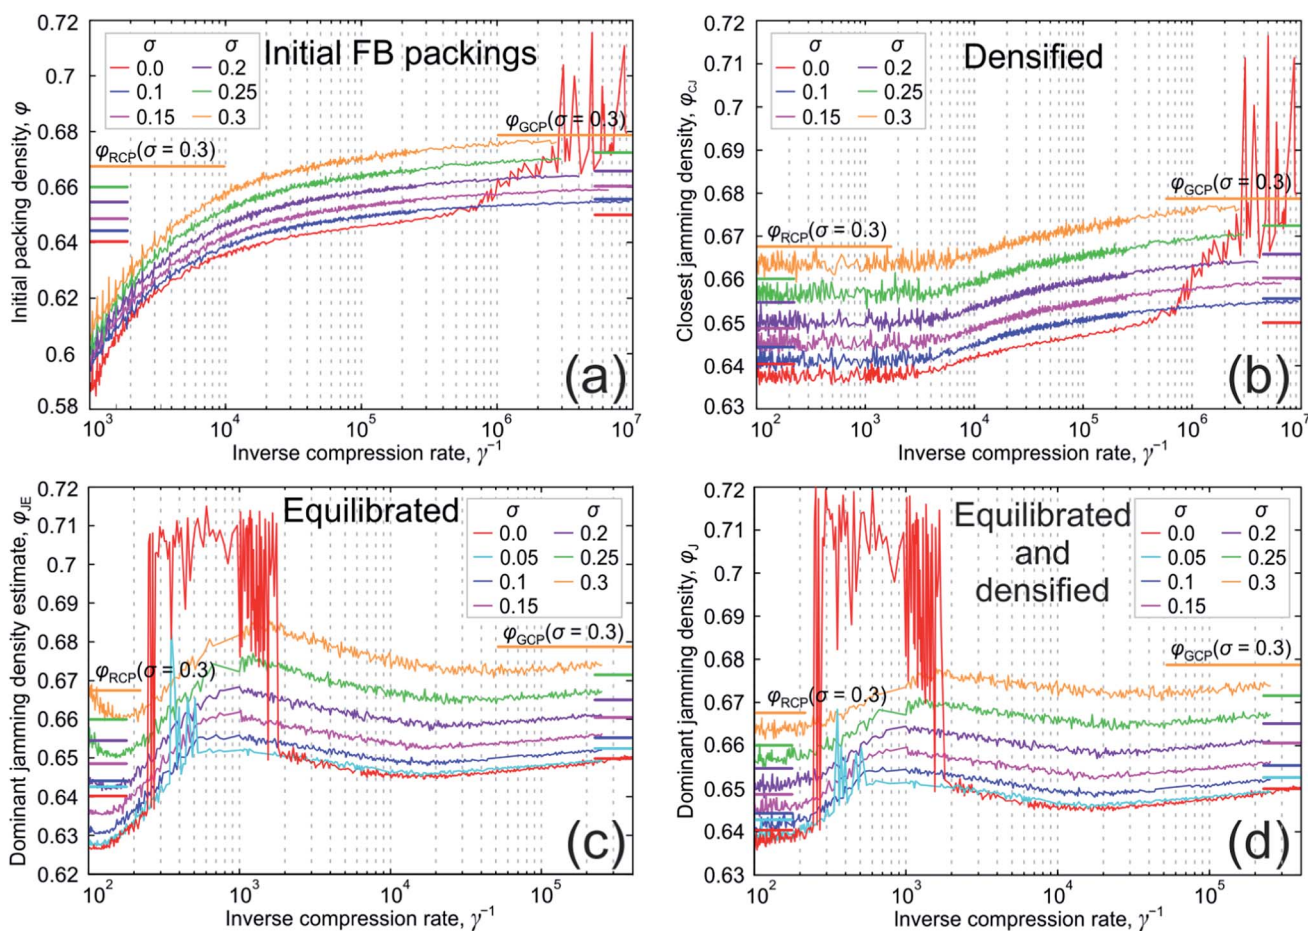 Initial FB packings
σ σ
0.0 0.2
0.1 0.25
0.15 0.3
φRCP(σ = 0.3)
φGCP(σ = 0.3)
0.72
0.7
0.68
0.66
0.64
0.62
0.6
0.58
Initial packing density, φ
(a)
10³ 10⁴ 10⁵ 10⁶ 10⁷
Inverse compression rate, γ⁻¹
Densified
σ σ
0.0 0.2
0.1 0.25
0.15 0.3
φGCP(σ = 0.3)
φRCP(σ = 0.3)
0.72
0.71
0.7
0.69
0.68
0.67
0.66
0.65
0.64
0.63
Closest jamming density, φCJ
(b)
10² 10³ 10⁴ 10⁵ 10⁶ 10⁷
Inverse compression rate, γ⁻¹
Equilibrated
σ σ
0.0 0.2
0.05 0.25
0.1 0.3
0.15
φGCP(σ = 0.3)
φRCP(σ = 0.3)
0.72
0.71
0.7
0.69
0.68
0.67
0.66
0.65
0.64
0.63
0.62
Dominant jamming density estimate, φJE
(c)
10² 10³ 10⁴ 10⁵
Inverse compression rate, γ⁻¹
Equilibrated
and
densified
σ σ
0.0 0.2
0.05 0.25
0.1 0.3
0.15
φGCP(σ = 0.3)
φRCP(σ = 0.3)
0.72
0.71
0.7
0.69
0.68
0.67
0.66
0.65
0.64
0.63
Dominant jamming density, φJ
(d)
10² 10³ 10⁴ 10⁵
Inverse compression rate, γ⁻¹